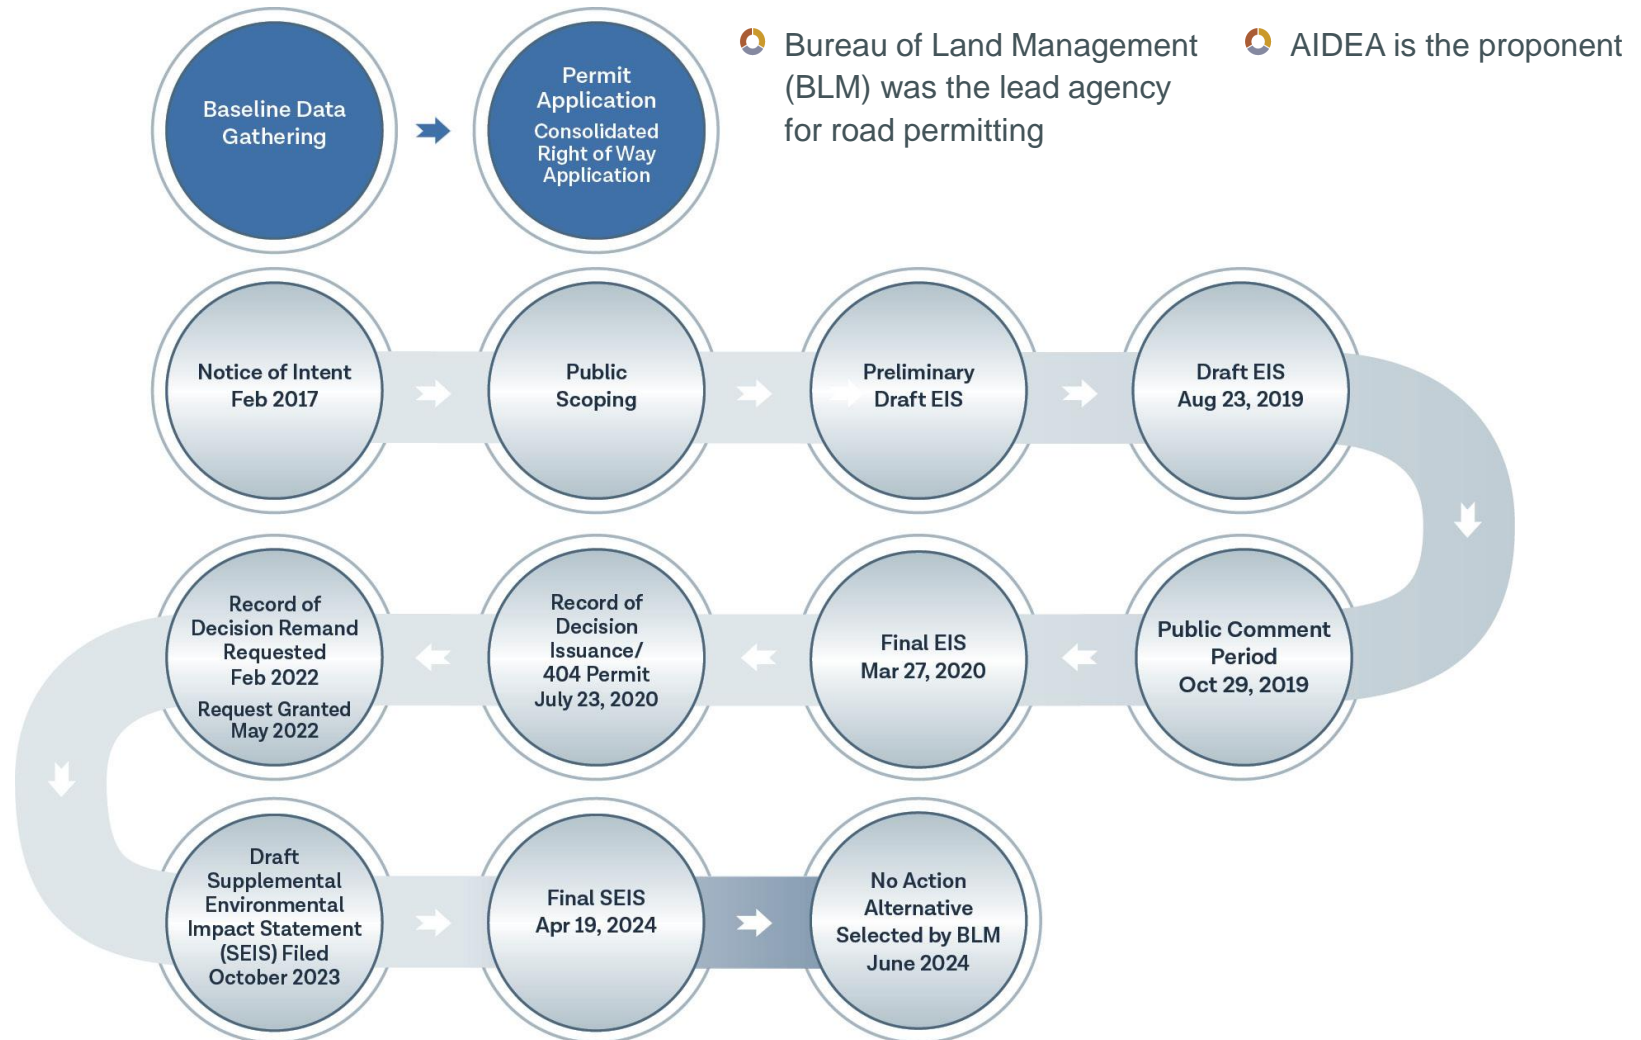 Baseline Data
Gathering
Permit
Application
Consolidated
Right of Way
Application
Bureau of Land Management
(BLM) was the lead agency
for road permitting
AIDEA is the proponent
Notice of Intent
Feb 2017
Public
Scoping
Preliminary
Draft EIS
Draft EIS
Aug 23, 2019
Public Comment
Period
Oct 29, 2019
Final EIS
Mar 27, 2020
Record of
Decision
Issuance/
404 Permit
July 23, 2020
Record of
Decision Remand
Requested
Feb 2022
Request Granted
May 2022
Draft
Supplemental
Environmental
Impact Statement
(SEIS) Filed
October 2023
Final SEIS
Apr 19, 2024
No Action
Alternative
Selected by BLM
June 2024